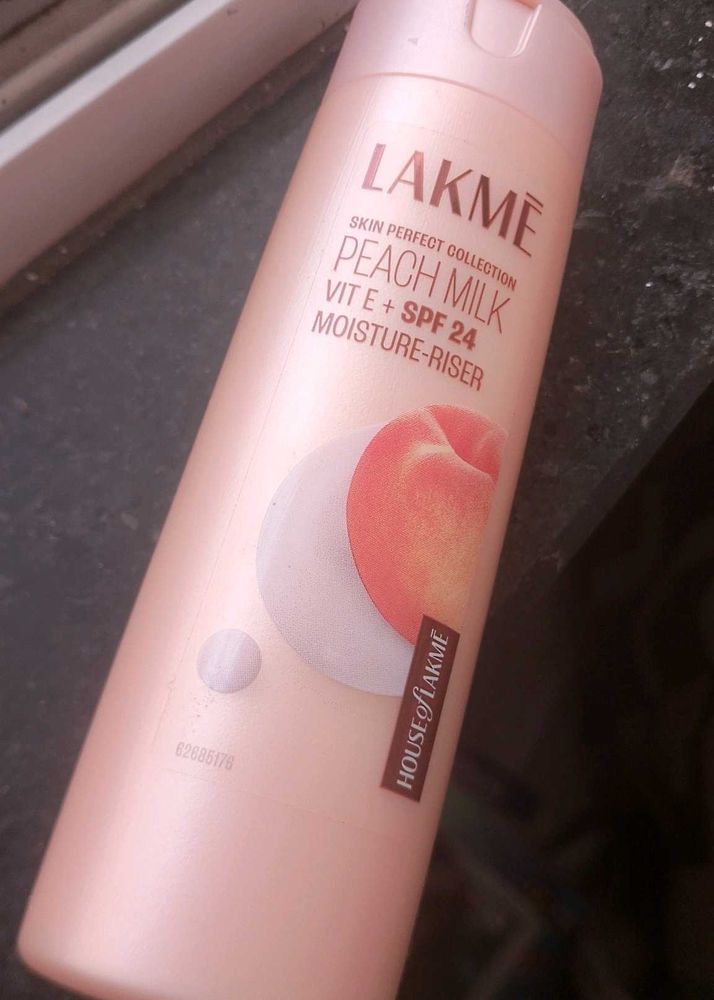 LAKMĒ
SKIN PERFECT COLLECTION
PEACH MILK
VIT E + SPF 24
MOISTURE-RISER
HOUSE of LAKMĒ
62685176